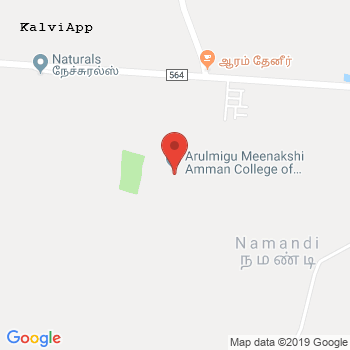 KalviApp
Naturals
நேச்சுரல்ஸ்
ஆரம் தேனீர்
564
Arulmigu Meenakshi
Amman College of...
Namandi
நமண்டி
Google
Map data ©2019 Google